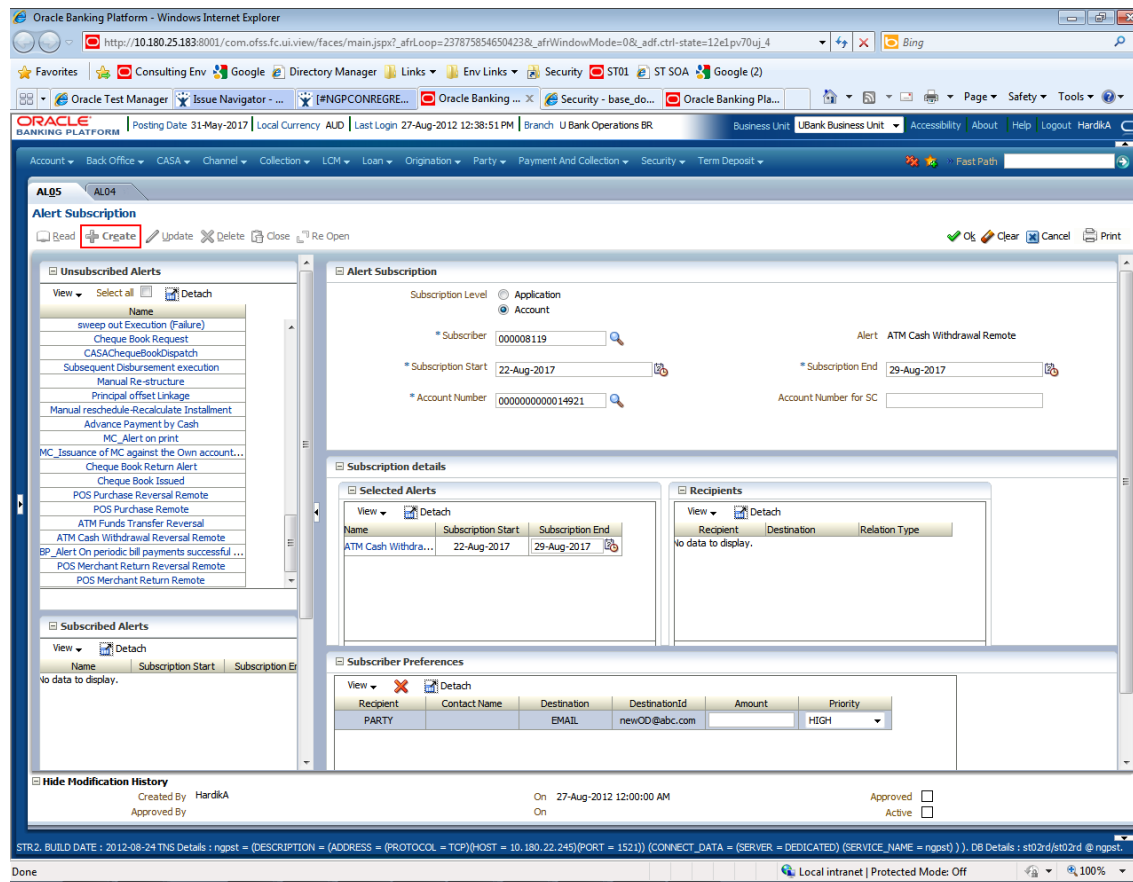 Oracle Banking Platform - Windows Internet Explorer
http://10.180.25.183:8001/com.ofss.fc.ui.view/faces/main.jspx?_afrLoop=237875854650423&_afrWindowMode=0&_adf.ctrl-state=12e1pv70uj_4
Bing
Favorites Consulting Env Google Directory Manager Links Env Links Security ST01 ST SOA Google (2)
Oracle Test Manager Issue Navigator - ... [#NGPCONREGRE... Oracle Banking ... X Security - base_do... Oracle Banking Pla... Page Safety Tools
ORACLE BANKING PLATFORM Posting Date 31-May-2017 Local Currency AUD Last Login 27-Aug-2012 12:38:51 PM Branch U Bank Operations BR Business Unit UBank Business Unit Accessibility About Help Logout HardikA
Account Back Office CASA Channel Collection LCM Loan Origination Party Payment And Collection Security Term Deposit Fast Path
AL05 AL04
Alert Subscription
Read Create Update Delete Close Re Open Ok Clear Cancel Print
Unsubscribed Alerts
View Select all Detach
Name
sweep out Execution (Failure)
Cheque Book Request
CASAChequeBookDispatch
Subsequent Disbursement execution
Manual Re-structure
Principal offset Linkage
Manual reschedule-Recalculate Installment
Advance Payment by Cash
MC_Alert on print
MC_Issuance of MC against the Own account...
Cheque Book Return Alert
Cheque Book Issued
POS Purchase Reversal Remote
POS Purchase Remote
ATM Funds Transfer Reversal
ATM Cash Withdrawal Reversal Remote
BP_Alert On periodic bill payments successful ...
POS Merchant Return Reversal Remote
POS Merchant Return Remote
Subscribed Alerts
View Detach
Name Subscription Start Subscription En
No data to display.
Alert Subscription
Subscription Level Application
Account
* Subscriber 000008119 Alert ATM Cash Withdrawal Remote
* Subscription Start 22-Aug-2017 * Subscription End 29-Aug-2017
* Account Number 0000000000014921 Account Number for SC
Subscription details
Selected Alerts
View Detach
Name Subscription Start Subscription End
ATM Cash Withdra... 22-Aug-2017 29-Aug-2017
Recipients
View Detach
Recipient Destination Relation Type
No data to display.
Subscriber Preferences
View Detach
Recipient Contact Name Destination DestinationId Amount Priority
PARTY EMAIL newOD@abc.com HIGH
Hide Modification History
Created By HardikA On 27-Aug-2012 12:00:00 AM Approved
Approved By On Active
STR2. BUILD DATE : 2012-08-24 TNS Details : ngpst = (DESCRIPTION = (ADDRESS = (PROTOCOL = TCP)(HOST = 10.180.22.245)(PORT = 1521)) (CONNECT_DATA = (SERVER = DEDICATED) (SERVICE_NAME = ngpst) ) ). DB Details : st02rd/st02rd @ ngpst.
Done Local intranet | Protected Mode: Off 100%